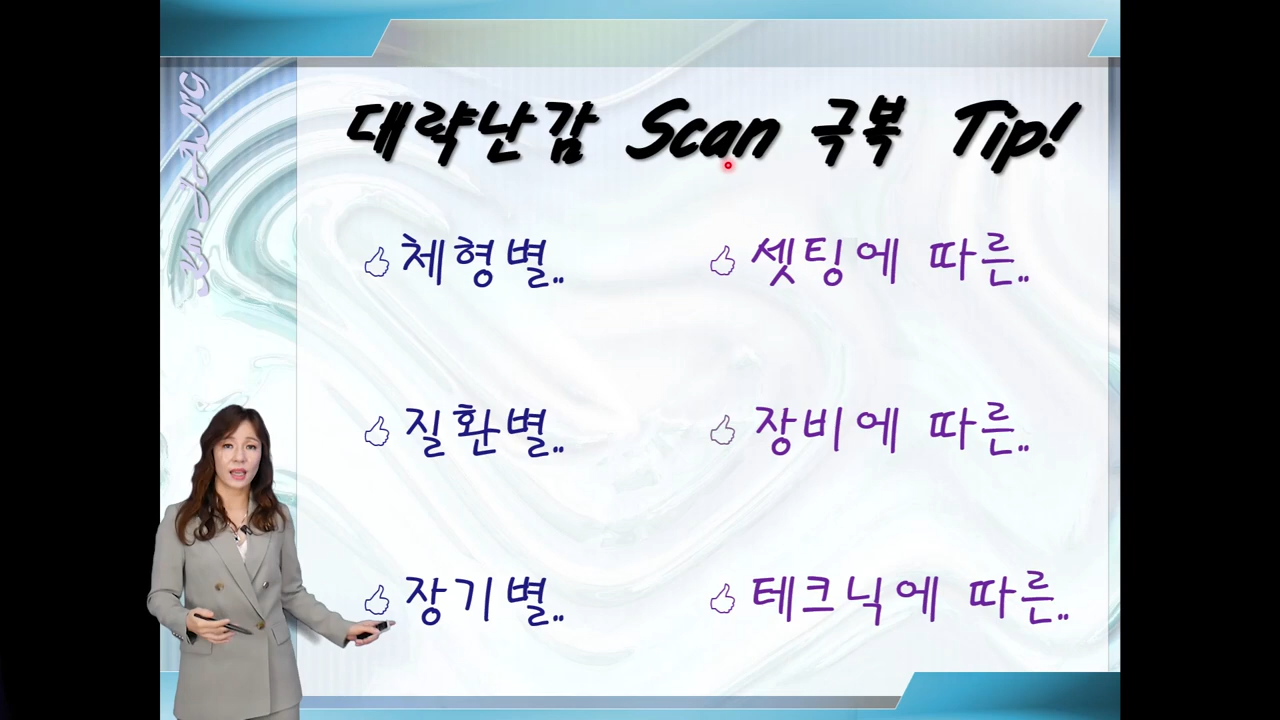 대략난감 Scan 극복 Tip!
체형별..
셋팅에 따른..
질환별..
장비에 따른..
장기별..
테크닉에 따른..